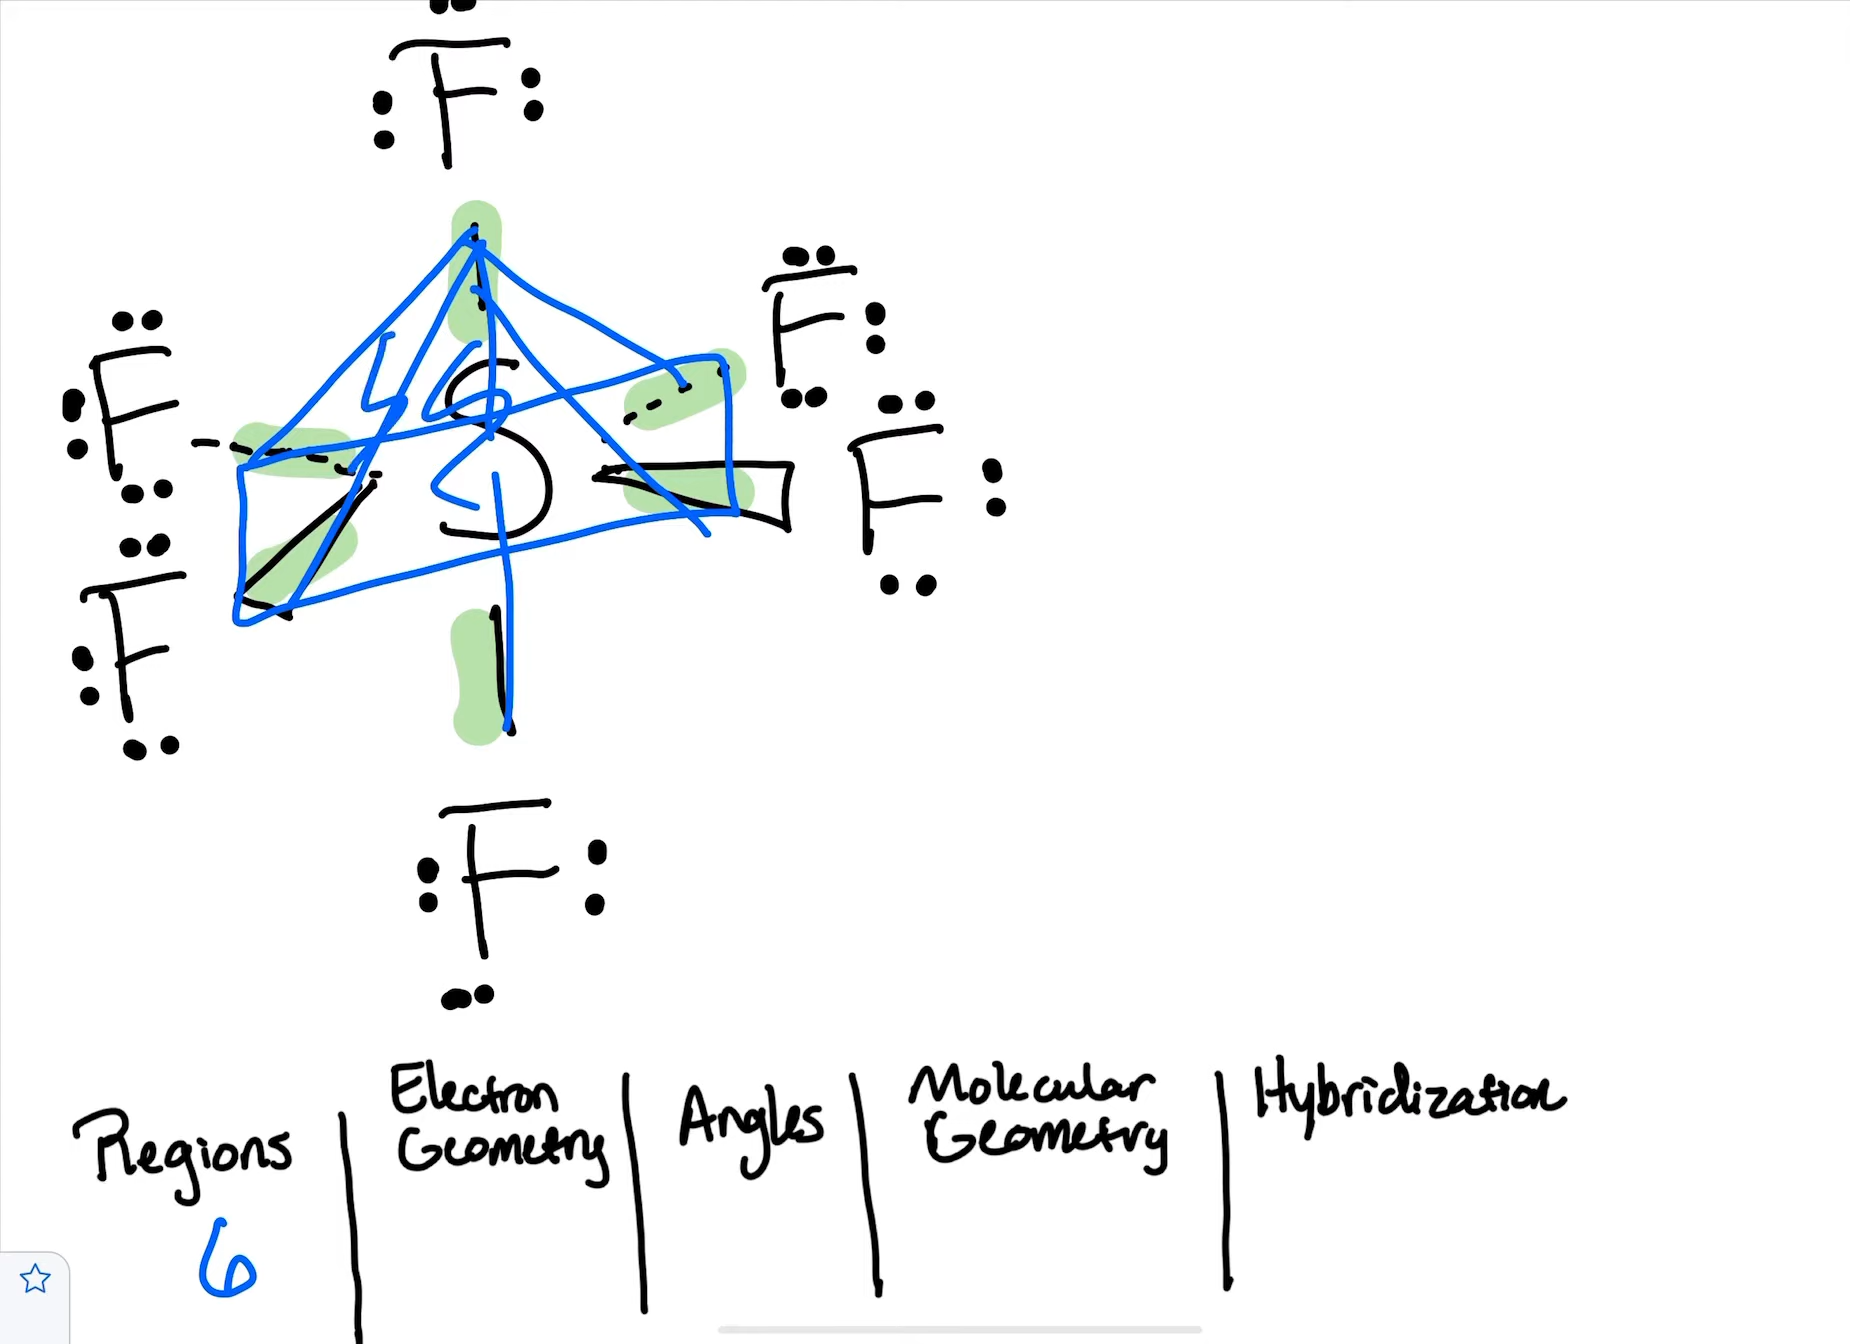 F
F
F
F
S
F
F
Regions | Electron Geometry | Angles | Molecular Geometry | Hybridization
6